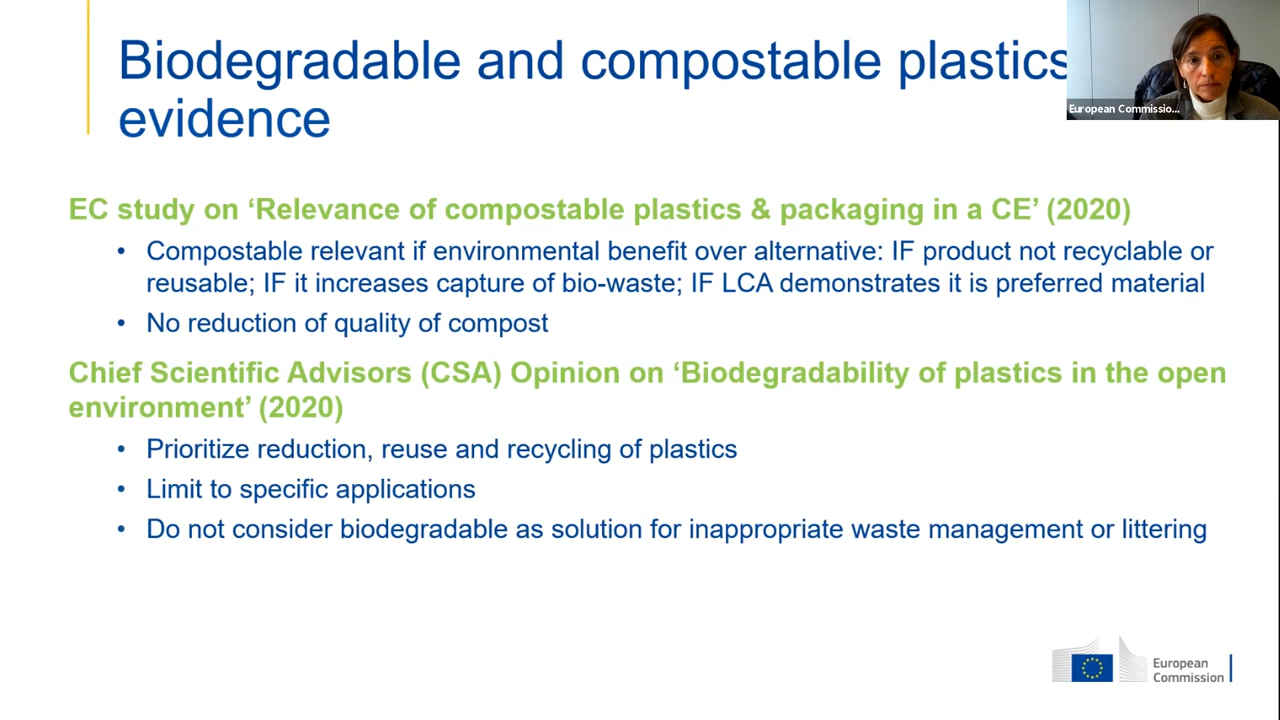 Biodegradable and compostable plastics
evidence
European Commissio...
EC study on ‘Relevance of compostable plastics & packaging in a CE’ (2020)
• Compostable relevant if environmental benefit over alternative: IF product not recyclable or
reusable; IF it increases capture of bio-waste; IF LCA demonstrates it is preferred material
• No reduction of quality of compost
Chief Scientific Advisors (CSA) Opinion on ‘Biodegradability of plastics in the open
environment’ (2020)
• Prioritize reduction, reuse and recycling of plastics
• Limit to specific applications
• Do not consider biodegradable as solution for inappropriate waste management or littering
European
Commission